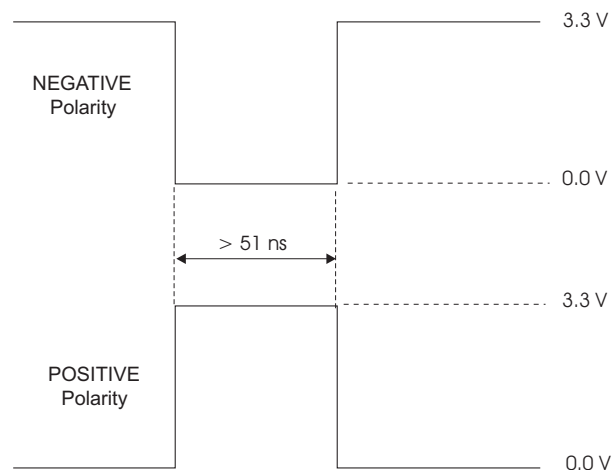 3.3 V
NEGATIVE
Polarity
0.0 V
> 51 ns
3.3 V
POSITIVE
Polarity
0.0 V